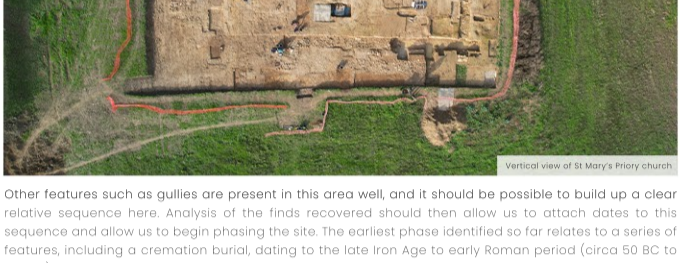 Vertical view of St Mary's Priory church
Other features such as gullies are present in this area well, and it should be possible to build up a clear
relative sequence here. Analysis of the finds recovered should then allow us to attach dates to this
sequence and allow us to begin phasing the site. The earliest phase identified so far relates to a series of
features, including a cremation burial, dating to the late Iron Age to early Roman period (circa 50 BC to